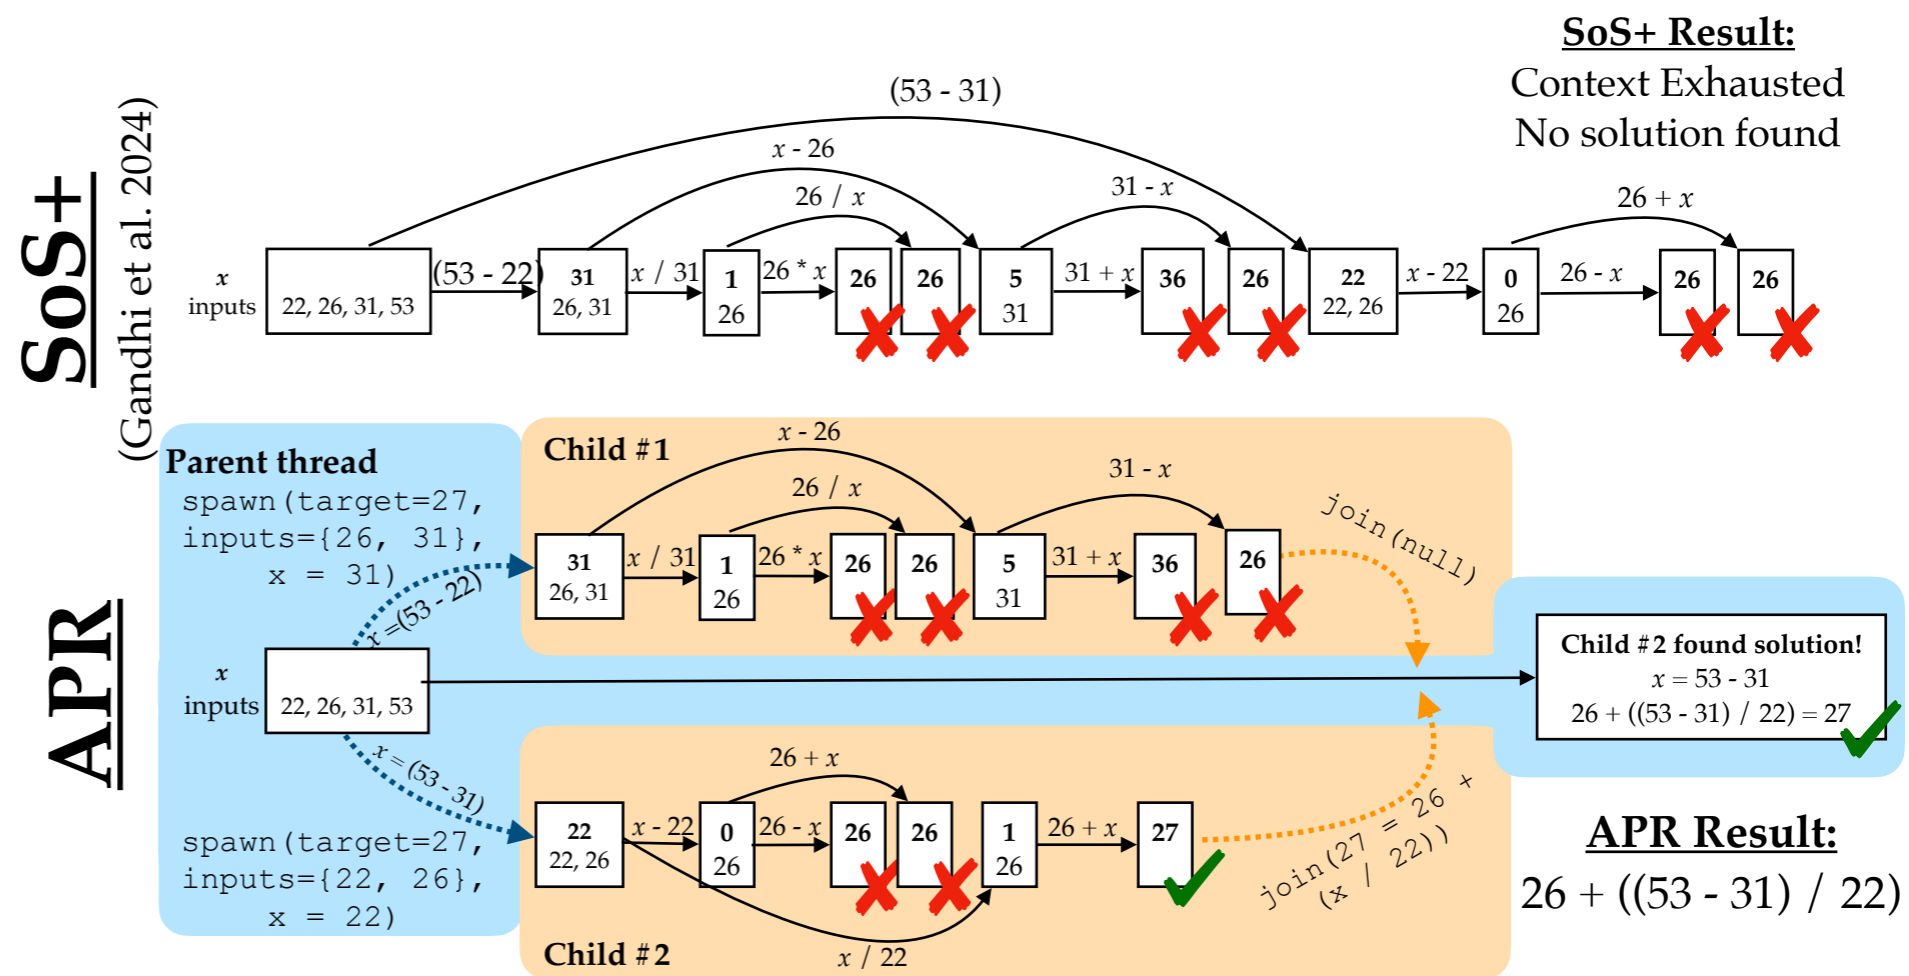 SoS+
(Gandhi et al. 2024)
SoS+ Result:
Context Exhausted
No solution found
(53 - 31)
x - 26
26 / x
31 - x
26 + x
x
inputs
22, 26, 31, 53
(53 - 22)
31
26, 31
x / 31
1
26
26 * x
26
26
5
31
31 + x
36
26
22
22, 26
x - 22
0
26
26 - x
26
26
APR
Parent thread
spawn(target=27,
inputs={26, 31},
x = 31)
x =(53 - 22)
x
inputs
22, 26, 31, 53
x = (53 - 31)
spawn(target=27,
inputs={22, 26},
x = 22)
Child #1
x - 26
26 / x
31 - x
31
26, 31
x / 31
1
26
26 * x
26
26
5
31
31 + x
36
26
join(null)
Child #2 found solution!
x = 53 - 31
26 + ((53 - 31) / 22) = 27
26 + x
22
22, 26
x - 22
0
26
26 - x
26
26
1
26
26 + x
27
x / 22
Child #2
join(27 = 26 +
(x / 22))
APR Result:
26 + ((53 - 31) / 22)